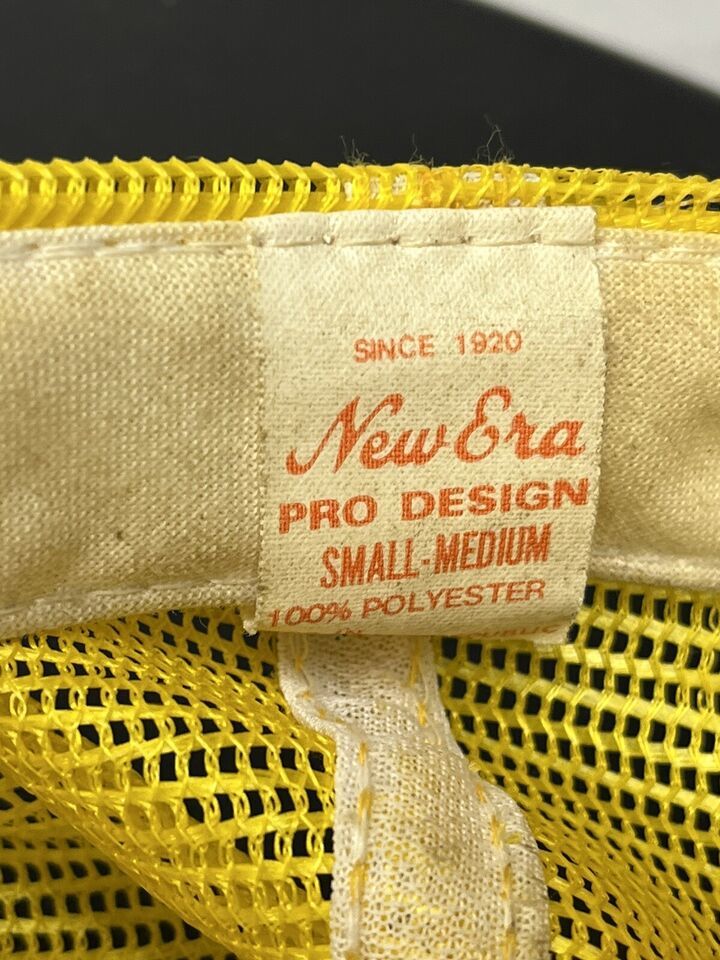 SINCE 1920
New Era
PRO DESIGN
SMALL-MEDIUM
100% POLYESTER